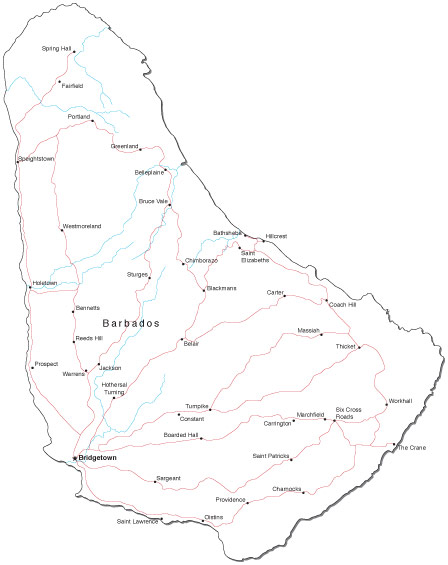 Spring Hall
Fairfield
Portland
Greenland
Speightstown
Belleplaine
Bruce Vale
Westmoreland
Bathsheba
Hillcrest
Saint
Elizabeths
Chimborazo
Sturges
Holetown
Blackmans
Carter
Coach Hill
Bennetts
Barbados
Massiah
Reeds Hill
Belair
Thicket
Prospect
Warrens
Jackson
Hothersal
Turning
Turnpike
Workhall
Constant
Marchfield
Six Cross
Roads
Carrington
Boarded Hall
The Crane
Bridgetown
Saint Patricks
Sargeant
Charnocks
Providence
Saint Lawrence
Oistins